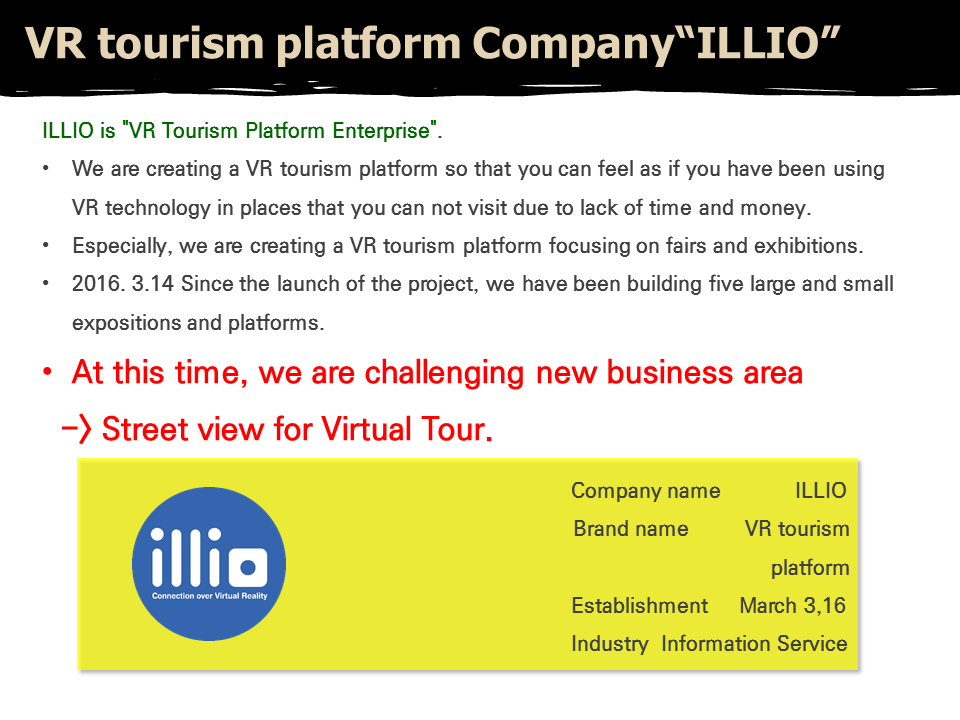 VR tourism platform Company“ILLIO”
ILLIO is "VR Tourism Platform Enterprise".
• We are creating a VR tourism platform so that you can feel as if you have been using
VR technology in places that you can not visit due to lack of time and money.
• Especially, we are creating a VR tourism platform focusing on fairs and exhibitions.
• 2016. 3.14 Since the launch of the project, we have been building five large and small
expositions and platforms.
• At this time, we are challenging new business area
-> Street view for Virtual Tour.
illio
Connection over Virtual Reality
Company name ILLIO
Brand name VR tourism
platform
Establishment March 3,16
Industry Information Service